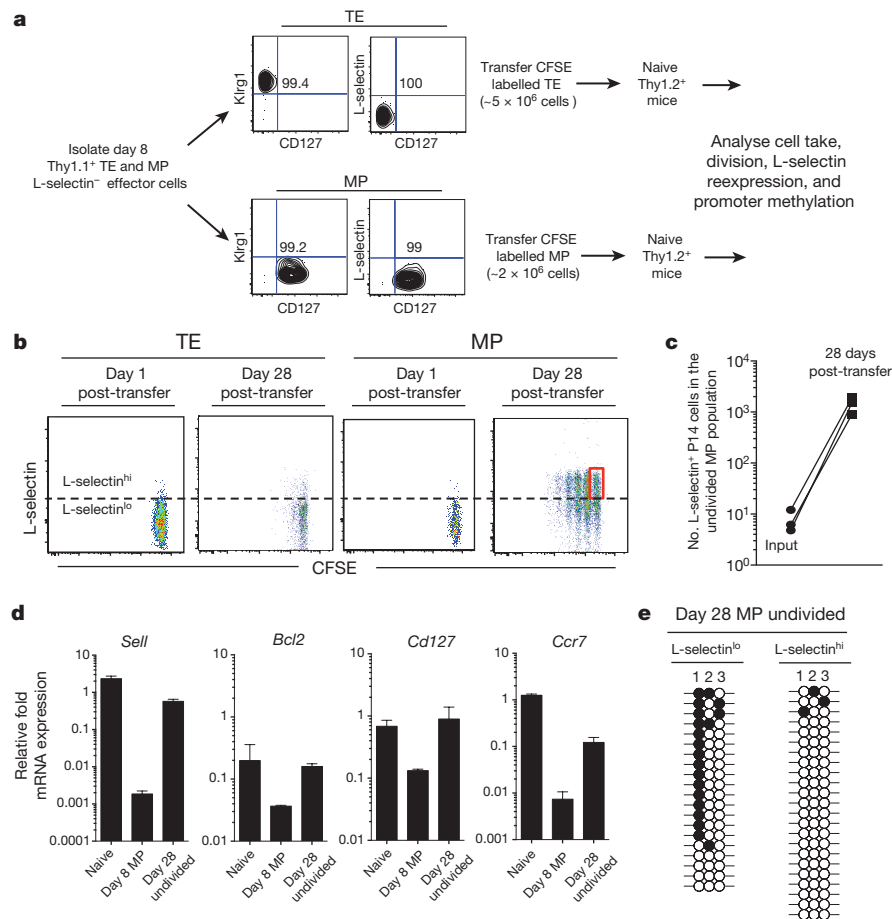 a
TE
Klrg1
99.4
CD127
L-selectin
100
CD127
Transfer CFSE
labelled TE
(~5 × 10⁶ cells )
Naive
Thy1.2⁺
mice
Isolate day 8
Thy1.1⁺ TE and MP
L-selectin⁻ effector cells
Analyse cell take,
division, L-selectin
reexpression, and
promoter methylation
MP
Klrg1
99.2
CD127
L-selectin
99
CD127
Transfer CFSE
labelled MP
(~2 × 10⁶ cells)
Naive
Thy1.2⁺
mice
b
TE
MP
Day 1
post-transfer
Day 28
post-transfer
Day 1
post-transfer
Day 28
post-transfer
L-selectin
L-selectinʰⁱ
L-selectinˡᵒ
CFSE
c
No. L-selectin⁺ P14 cells in the
undivided MP population
10⁴
10³
10²
10¹
10⁰
28 days
post-transfer
Input
d
Relative fold
mRNA expression
Sell
10
1
0.1
0.01
0.001
0.0001
Naive
Day 8 MP
Day 28
undivided
Bcl2
10
1
0.1
0.01
Naive
Day 8 MP
Day 28
undivided
Cd127
10
1
0.1
0.01
Naive
Day 8 MP
Day 28
undivided
Ccr7
10
1
0.1
0.01
0.001
Naive
Day 8 MP
Day 28
undivided
e
Day 28 MP undivided
L-selectinˡᵒ
L-selectinʰⁱ
1 2 3
1 2 3